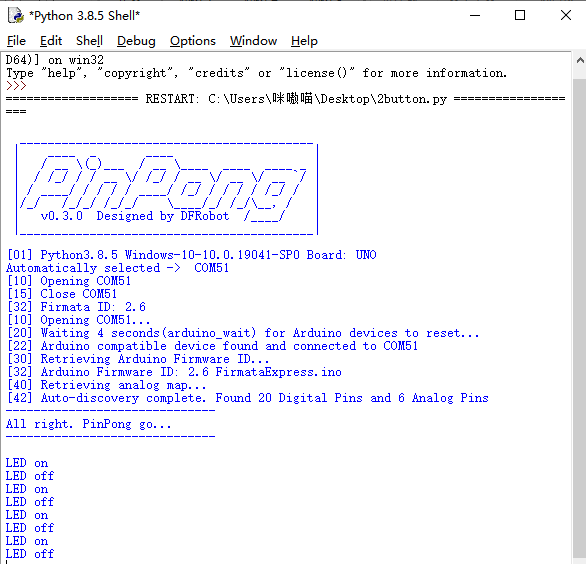 *Python 3.8.5 Shell*
File Edit Shell Debug Options Window Help
D64)] on win32
Type "help", "copyright", "credits" or "license()" for more information.
>>>
=================== RESTART: C:\Users\咪嗷喵\Desktop\2button.py ================
===
PinPong
v0.3.0 Designed by DFRobot
[01] Python3.8.5 Windows-10-10.0.19041-SP0 Board: UNO
Automatically selected -> COM51
[10] Opening COM51
[15] Close COM51
[32] Firmata ID: 2.6
[10] Opening COM51...
[20] Waiting 4 seconds(arduino_wait) for Arduino devices to reset...
[22] Arduino compatible device found and connected to COM51
[30] Retrieving Arduino Firmware ID...
[32] Arduino Firmware ID: 2.6 FirmataExpress.ino
[40] Retrieving analog map...
[42] Auto-discovery complete. Found 20 Digital Pins and 6 Analog Pins
------------------------------
All right. PinPong go...
------------------------------
LED on
LED off
LED on
LED off
LED on
LED off
LED on
LED off